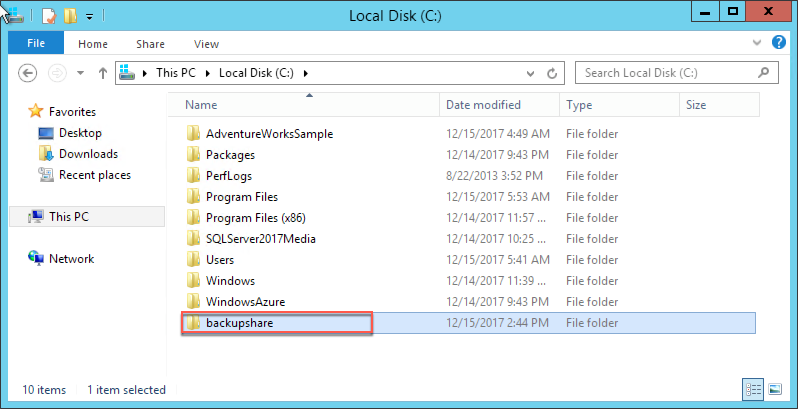 Local Disk (C:)
File Home Share View
This PC Local Disk (C:) Search Local Disk (C:)
Name Date modified Type Size
Favorites
Desktop
Downloads
Recent places
This PC
Network
AdventureWorksSample 12/15/2017 4:49 AM File folder
Packages 12/14/2017 9:43 PM File folder
PerfLogs 8/22/2013 3:52 PM File folder
Program Files 12/15/2017 5:53 AM File folder
Program Files (x86) 12/14/2017 11:57 ... File folder
SQLServer2017Media 12/14/2017 10:25 ... File folder
Users 12/15/2017 5:41 AM File folder
Windows 12/14/2017 11:39 ... File folder
WindowsAzure 12/14/2017 9:43 PM File folder
backupshare 12/15/2017 2:44 PM File folder
10 items 1 item selected